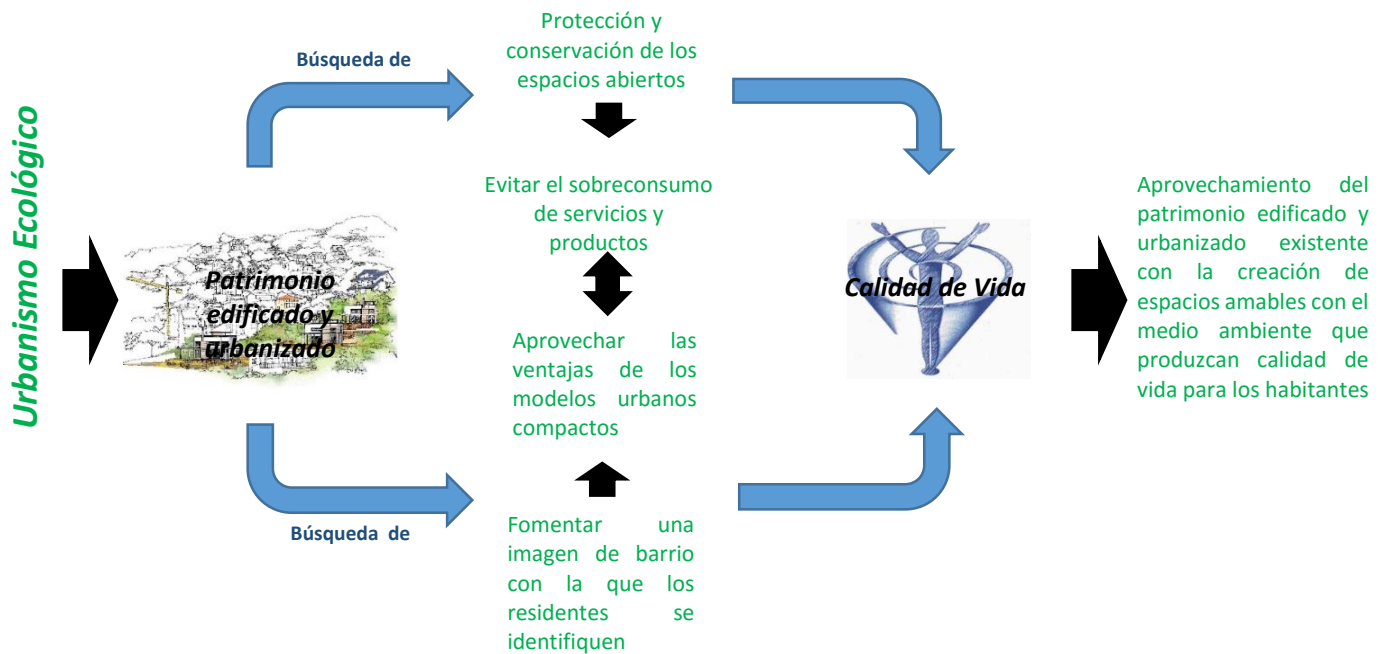 Urbanismo Ecológico
Búsqueda de
Patrimonio
edificado y
urbanizado
Búsqueda de
Protección y
conservación de los
espacios abiertos
Evitar el sobreconsumo
de servicios y
productos
Aprovechar las
ventajas de los
modelos urbanos
compactos
Fomentar una
imagen de barrio
con la que los
residentes se
identifiquen
Calidad de Vida
Aprovechamiento del
patrimonio edificado y
urbanizado existente
con la creación de
espacios amables con el
medio ambiente que
produzcan calidad de
vida para los habitantes